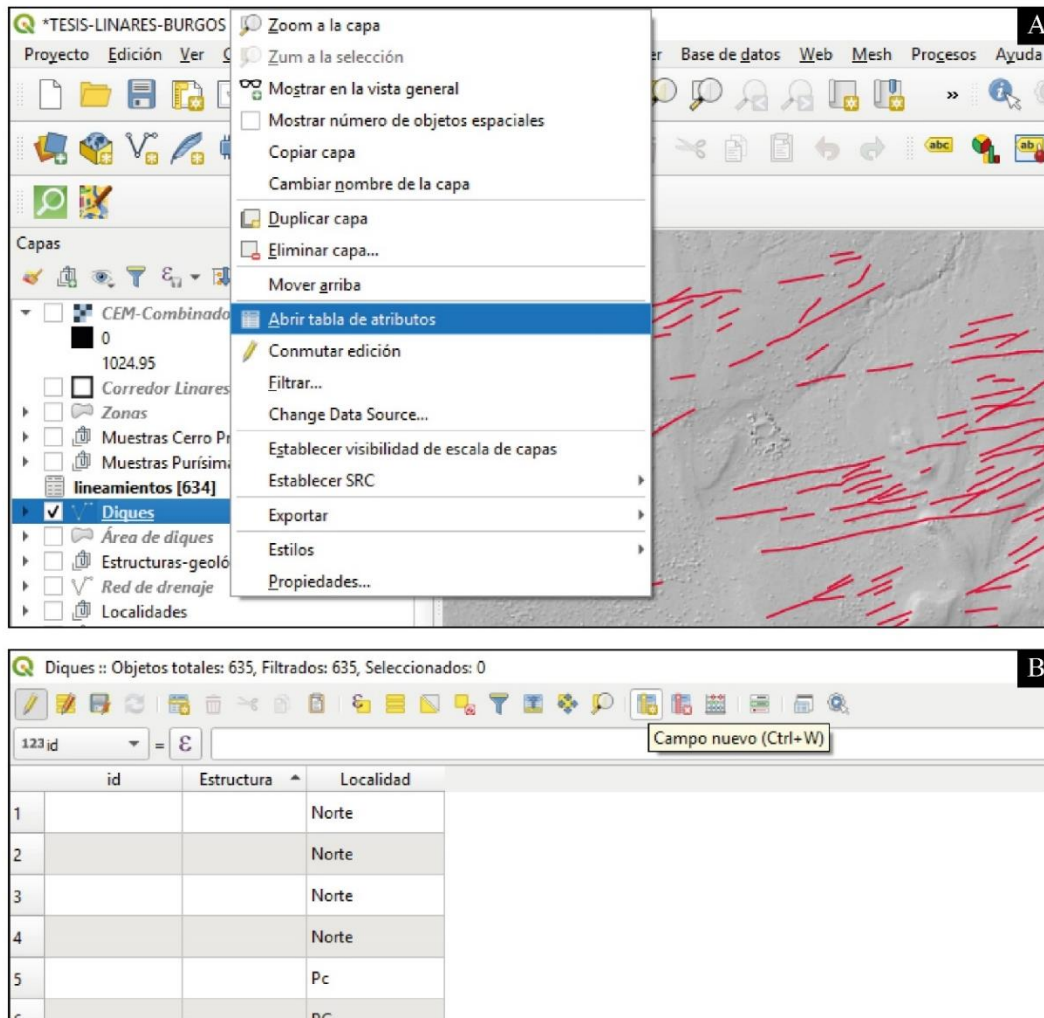 *TESIS-LINARES-BURGOS
A
Proyecto Edición Ver
Base de datos Web Mesh Procesos Ayuda
Zoom a la capa
Zum a la selección
Mostrar en la vista general
Mostrar número de objetos espaciales
Copiar capa
Cambiar nombre de la capa
Duplicar capa
Eliminar capa...
Mover arriba
Abrir tabla de atributos
Conmutar edición
Filtrar...
Change Data Source...
Establecer visibilidad de escala de capas
Establecer SRC
Exportar
Estilos
Propiedades...
»
abc
ab
Capas
CEM-Combinado
0
1024.95
Corredor Linares
Zonas
Muestras Cerro Pr
Muestras Purísima
lineamientos [634]
Diques
Área de diques
Estructuras-geoló
Red de drenaje
Localidades
Diques :: Objetos totales: 635, Filtrados: 635, Seleccionados: 0
B
Campo nuevo (Ctrl+W)
123 id = ε
id Estructura Localidad
1 Norte
2 Norte
3 Norte
4 Norte
5 Pc